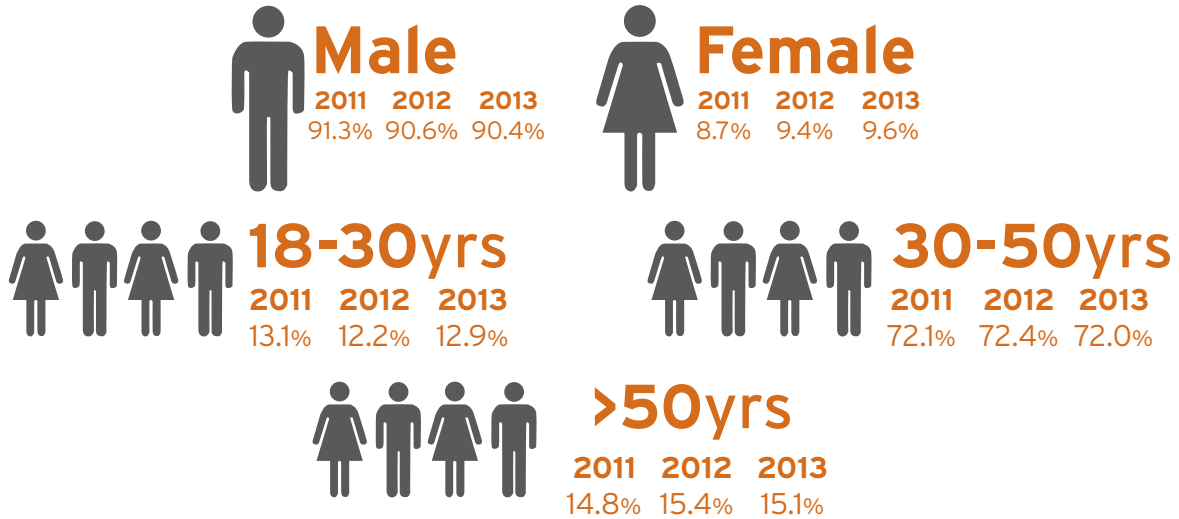 Male
2011 2012 2013
91.3% 90.6% 90.4%
Female
2011 2012 2013
8.7% 9.4% 9.6%
18-30yrs
2011 2012 2013
13.1% 12.2% 12.9%
30-50yrs
2011 2012 2013
72.1% 72.4% 72.0%
>50yrs
2011 2012 2013
14.8% 15.4% 15.1%